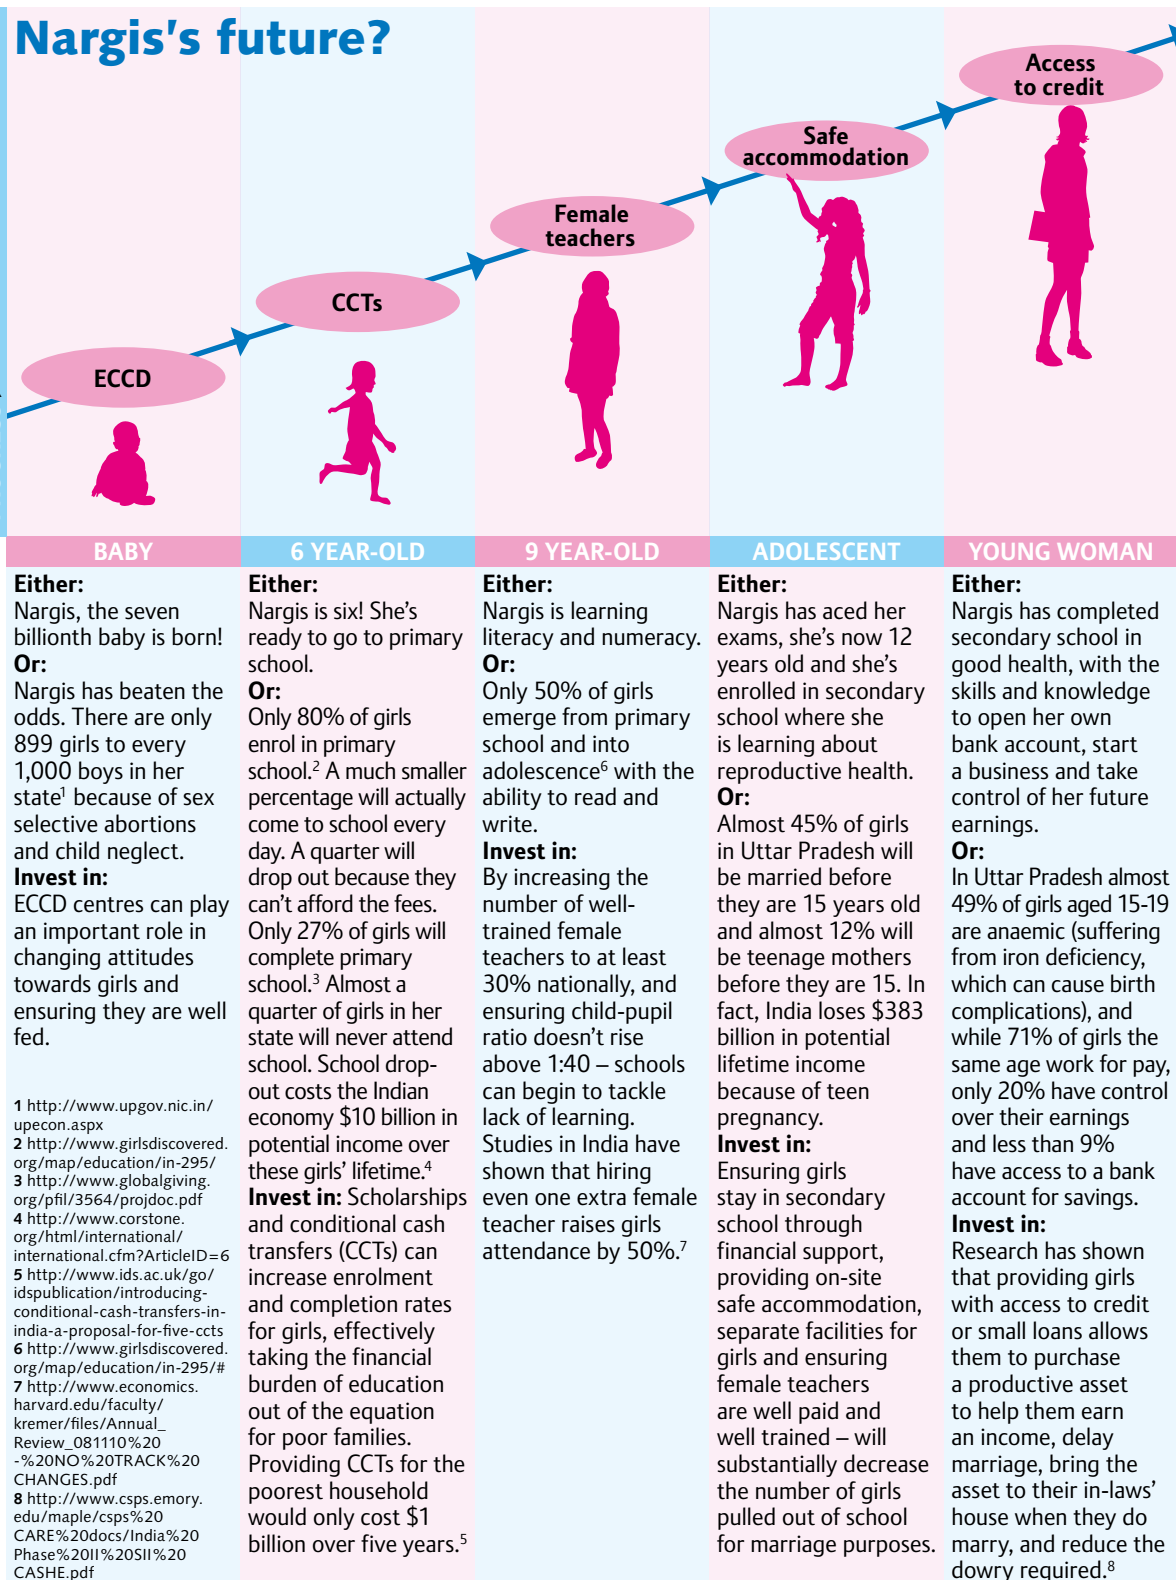 Nargis's future?
ECCD
CCTs
Female
teachers
Safe
accommodation
Access
to credit
BABY
Either:
Nargis, the seven
billionth baby is born!
Or:
Nargis has beaten the
odds. There are only
899 girls to every
1,000 boys in her
state¹ because of sex
selective abortions
and child neglect.
Invest in:
ECCD centres can play
an important role in
changing attitudes
towards girls and
ensuring they are well
fed.
1 http://www.upgov.nic.in/
upecon.aspx
2 http://www.girlsdiscovered.
org/map/education/in-295/
3 http://www.globalgiving.
org/pfil/3564/projdoc.pdf
4 http://www.corstone.
org/html/international/
international.cfm?ArticleID=6
5 http://www.ids.ac.uk/go/
idspublication/introducing-
conditional-cash-transfers-in-
india-a-proposal-for-five-ccts
6 http://www.girlsdiscovered.
org/map/education/in-295/#
7 http://www.economics.
harvard.edu/faculty/
kremer/files/Annual_
Review_081110%20
-%20NO%20TRACK%20
CHANGES.pdf
8 http://www.csps.emory.
edu/maple/csps%20
CARE%20docs/India%20
Phase%20II%20SII%20
CASHE.pdf
6 YEAR-OLD
Either:
Nargis is six! She's
ready to go to primary
school.
Or:
Only 80% of girls
enrol in primary
school.² A much smaller
percentage will actually
come to school every
day. A quarter will
drop out because they
can't afford the fees.
Only 27% of girls will
complete primary
school.³ Almost a
quarter of girls in her
state will never attend
school. School drop-
out costs the Indian
economy $10 billion in
potential income over
these girls' lifetime.⁴
Invest in: Scholarships
and conditional cash
transfers (CCTs) can
increase enrolment
and completion rates
for girls, effectively
taking the financial
burden of education
out of the equation
for poor families.
Providing CCTs for the
poorest household
would only cost $1
billion over five years.⁵
9 YEAR-OLD
Either:
Nargis is learning
literacy and numeracy.
Or:
Only 50% of girls
emerge from primary
school and into
adolescence⁶ with the
ability to read and
write.
Invest in:
By increasing the
number of well-
trained female
teachers to at least
30% nationally, and
ensuring child-pupil
ratio doesn't rise
above 1:40 – schools
can begin to tackle
lack of learning.
Studies in India have
shown that hiring
even one extra female
teacher raises girls
attendance by 50%.⁷
ADOLESCENT
Either:
Nargis has aced her
exams, she's now 12
years old and she's
enrolled in secondary
school where she
is learning about
reproductive health.
Or:
Almost 45% of girls
in Uttar Pradesh will
be married before
they are 15 years old
and almost 12% will
be teenage mothers
before they are 15. In
fact, India loses $383
billion in potential
lifetime income
because of teen
pregnancy.
Invest in:
Ensuring girls
stay in secondary
school through
financial support,
providing on-site
safe accommodation,
separate facilities for
girls and ensuring
female teachers
are well paid and
well trained – will
substantially decrease
the number of girls
pulled out of school
for marriage purposes.
YOUNG WOMAN
Either:
Nargis has completed
secondary school in
good health, with the
skills and knowledge
to open her own
bank account, start
a business and take
control of her future
earnings.
Or:
In Uttar Pradesh almost
49% of girls aged 15-19
are anaemic (suffering
from iron deficiency,
which can cause birth
complications), and
while 71% of girls the
same age work for pay,
only 20% have control
over their earnings
and less than 9%
have access to a bank
account for savings.
Invest in:
Research has shown
that providing girls
with access to credit
or small loans allows
them to purchase
a productive asset
to help them earn
an income, delay
marriage, bring the
asset to their in-laws'
house when they do
marry, and reduce the
dowry required.⁸